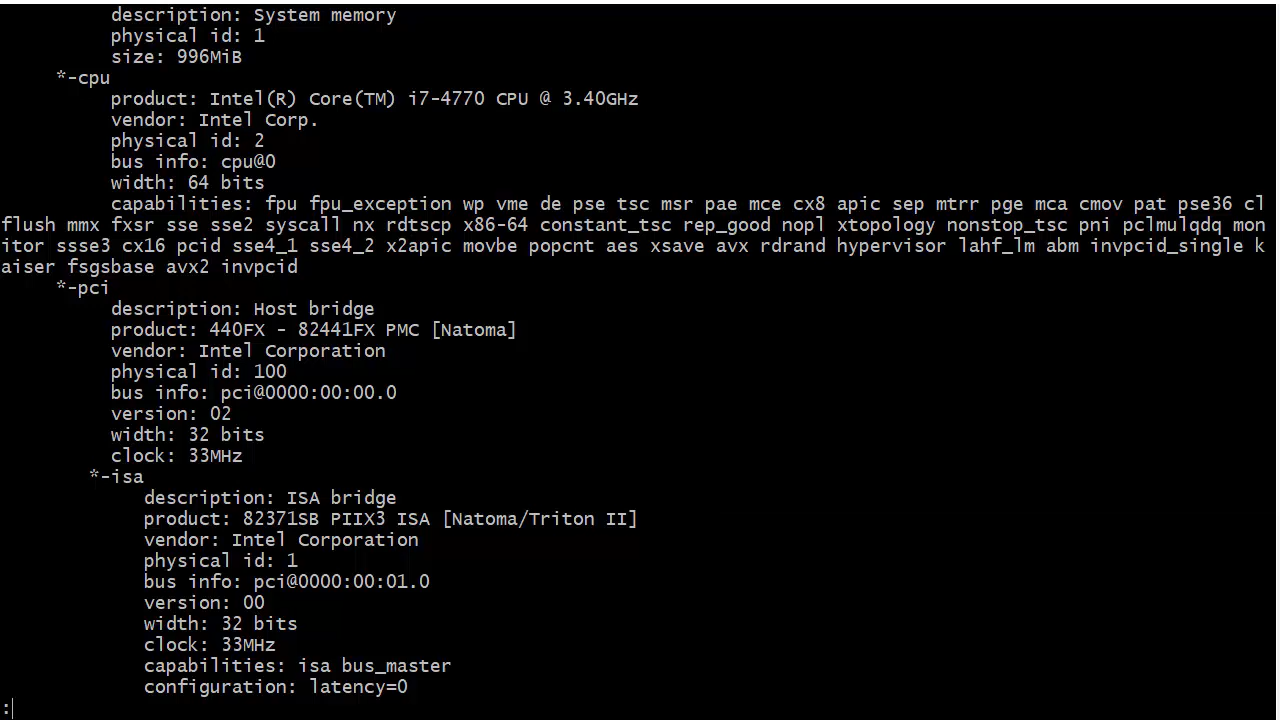 description: System memory
physical id: 1
size: 996MiB
*-cpu
product: Intel(R) Core(TM) i7-4770 CPU @ 3.40GHz
vendor: Intel Corp.
physical id: 2
bus info: cpu@0
width: 64 bits
capabilities: fpu fpu_exception wp vme de pse tsc msr pae mce cx8 apic sep mtrr pge mca cmov pat pse36 cl
flush mmx fxsr sse sse2 syscall nx rdtscp x86-64 constant_tsc rep_good nopl xtopology nonstop_tsc pni pclmulqdq mon
itor ssse3 cx16 pcid sse4_1 sse4_2 x2apic movbe popcnt aes xsave avx rdrand hypervisor lahf_lm abm invpcid_single k
aiser fsgsbase avx2 invpcid
*-pci
description: Host bridge
product: 440FX - 82441FX PMC [Natoma]
vendor: Intel Corporation
physical id: 100
bus info: pci@0000:00:00.0
version: 02
width: 32 bits
clock: 33MHz
*-isa
description: ISA bridge
product: 82371SB PIIX3 ISA [Natoma/Triton II]
vendor: Intel Corporation
physical id: 1
bus info: pci@0000:00:01.0
version: 00
width: 32 bits
clock: 33MHz
capabilities: isa bus_master
configuration: latency=0
: